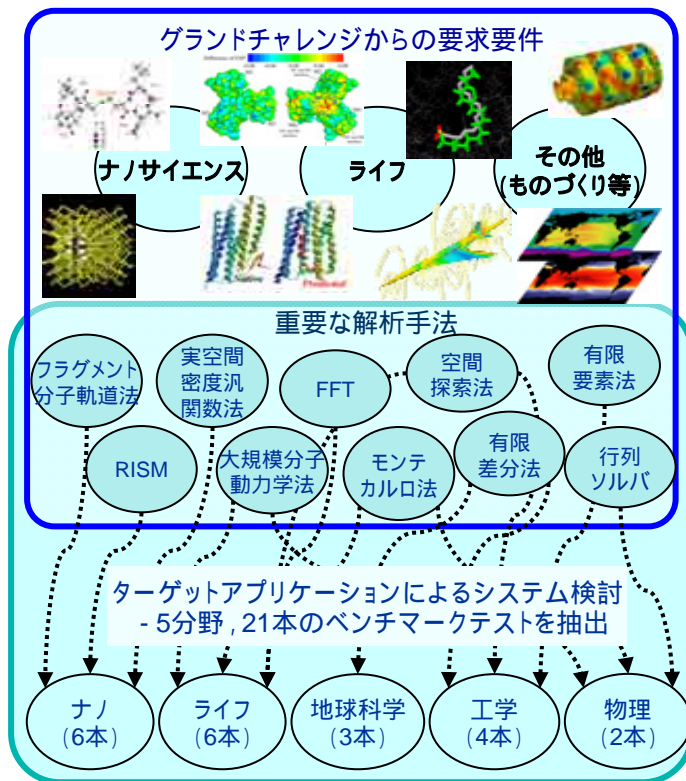 グランドチャレンジからの要求要件
ナノサイエンス
ライフ
その他
(ものづくり等)
重要な解析手法
フラグメント
分子軌道法
実空間
密度汎
関数法
FFT
空間
探索法
有限
要素法
RISM
大規模分子
動力学法
モンテ
カルロ法
有限
差分法
行列
ソルバ
ターゲットアプリケーションによるシステム検討
- 5分野，21本のベンチマークテストを抽出
ナノ
(6本)
ライフ
(6本)
地球科学
(3本)
工学
(4本)
物理
(2本)